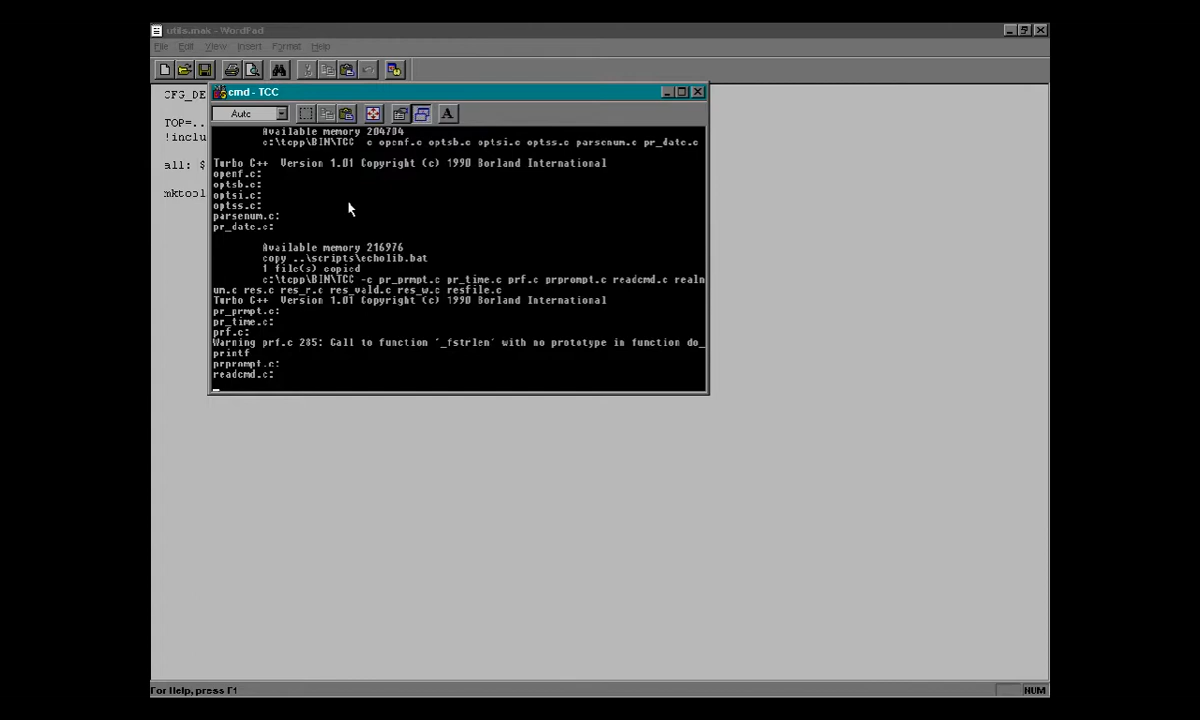 utils.mak - WordPad
File Edit View Insert Format Help
CFG_DE
cmd - TCC
Auto
TOP=..
!inclu
all: $
mktool
Available memory 204704
c:\tcpp\BIN\TCC -c openf.c optsb.c optsi.c optss.c parsenum.c pr_date.c
Turbo C++ Version 1.01 Copyright (c) 1990 Borland International
openf.c:
optsb.c:
optsi.c:
optss.c:
parsenum.c:
pr_date.c:
Available memory 216976
copy ..\scripts\echolib.bat
1 file(s) copied
c:\tcpp\BIN\TCC -c pr_prmpt.c pr_time.c prf.c prprompt.c readcmd.c realn
um.c res.c res_r.c res_vald.c res_w.c resfile.c
Turbo C++ Version 1.01 Copyright (c) 1990 Borland International
pr_prmpt.c:
pr_time.c:
prf.c:
Warning prf.c 285: Call to function '_fstrlen' with no prototype in function do_
printf
prprompt.c:
readcmd.c:
For Help, press F1
NUM